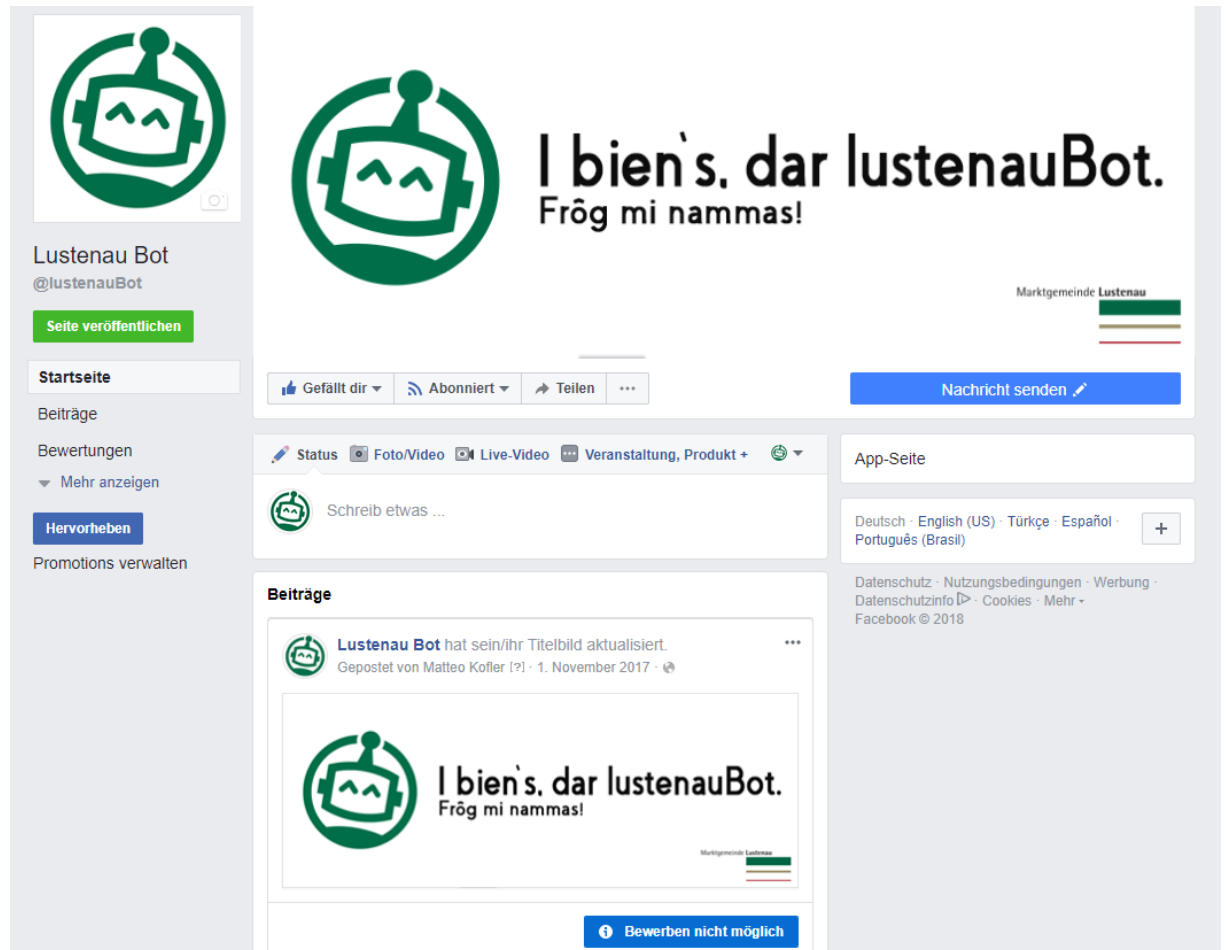 I bien`s, dar lustenauBot.
Frôg mi nammas!
Marktgemeinde Lustenau
Lustenau Bot
@lustenauBot
Seite veröffentlichen
Startseite
Beiträge
Bewertungen
Mehr anzeigen
Hervorheben
Promotions verwalten
Gefällt dir Abonniert Teilen ...
Nachricht senden
Status Foto/Video Live-Video Veranstaltung, Produkt +
Schreib etwas ...
Beiträge
Lustenau Bot hat sein/ihr Titelbild aktualisiert.
Gepostet von Matteo Kofler [?] · 1. November 2017 ·
I bien`s, dar lustenauBot.
Frôg mi nammas!
Marktgemeinde Lustenau
Bewerben nicht möglich
App-Seite
Deutsch · English (US) · Türkçe · Español ·
Português (Brasil)
+
Datenschutz · Nutzungsbedingungen · Werbung ·
Datenschutzinfo · Cookies · Mehr
Facebook © 2018